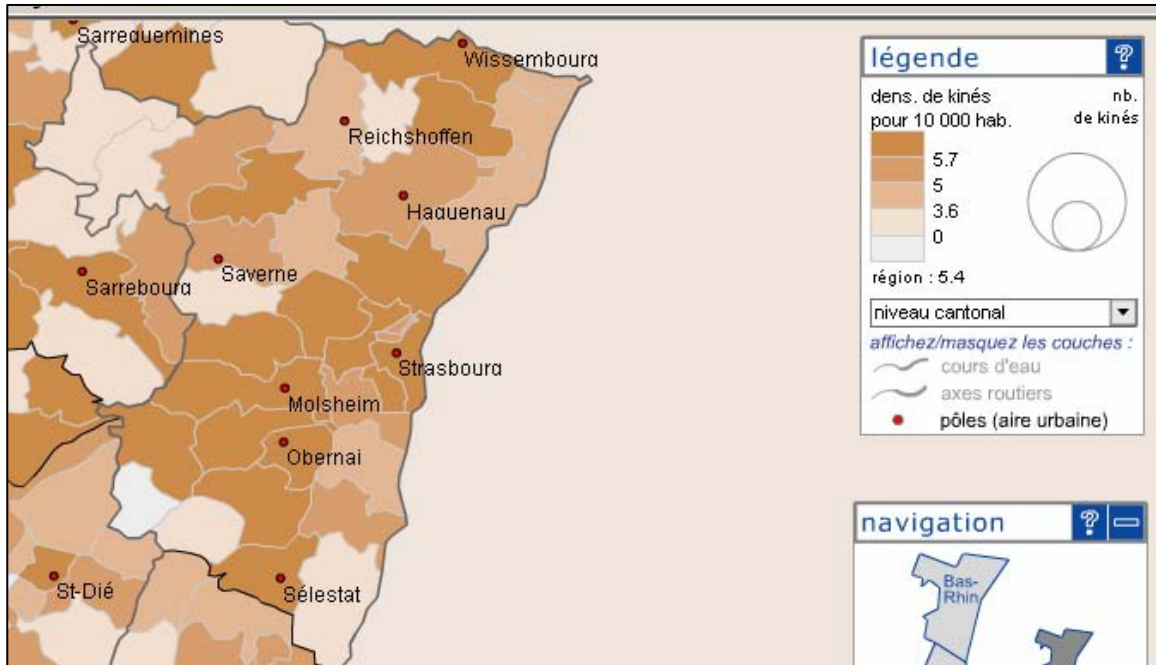 Sarreguemines
Wissembourg
Reichshoffen
Haguenau
Saverne
Sarrebourg
Strasbourg
Molsheim
Obernai
St-Dié
Sélestat
légende
?
dens. de kinés
pour 10 000 hab.
nb.
de kinés
5.7
5
3.6
0
région : 5.4
niveau cantonal
affichez/masquez les couches :
cours d'eau
axes routiers
pôles (aire urbaine)
navigation
?
Bas-
Rhin